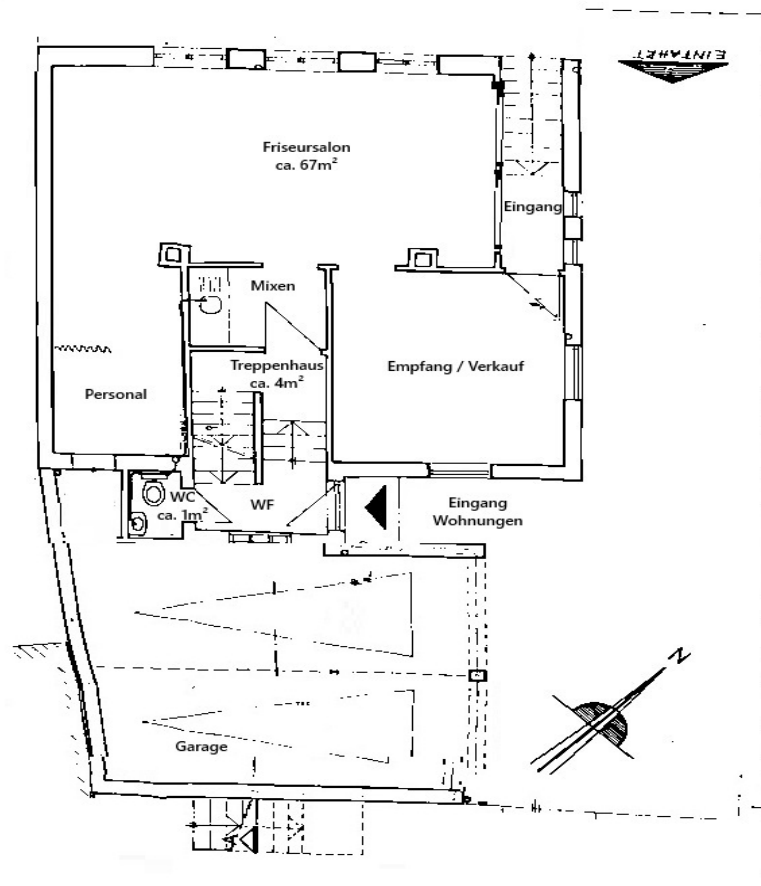 EINFAHRT
Friseursalon
ca. 67m²
Eingang
Mixen
Treppenhaus
ca. 4m²
Empfang / Verkauf
Personal
WC
ca. 1m²
WF
Eingang
Wohnungen
Garage
N